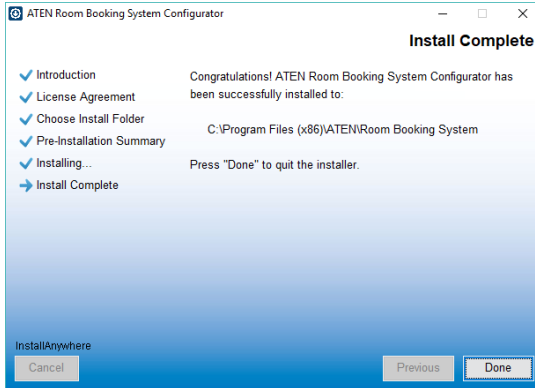 ATEN Room Booking System Configurator
Install Complete
Introduction
License Agreement
Choose Install Folder
Pre-Installation Summary
Installing...
Install Complete
Congratulations! ATEN Room Booking System Configurator has
been successfully installed to:
C:\Program Files (x86)\ATEN\Room Booking System
Press "Done" to quit the installer.
InstallAnywhere
Cancel
Previous
Done